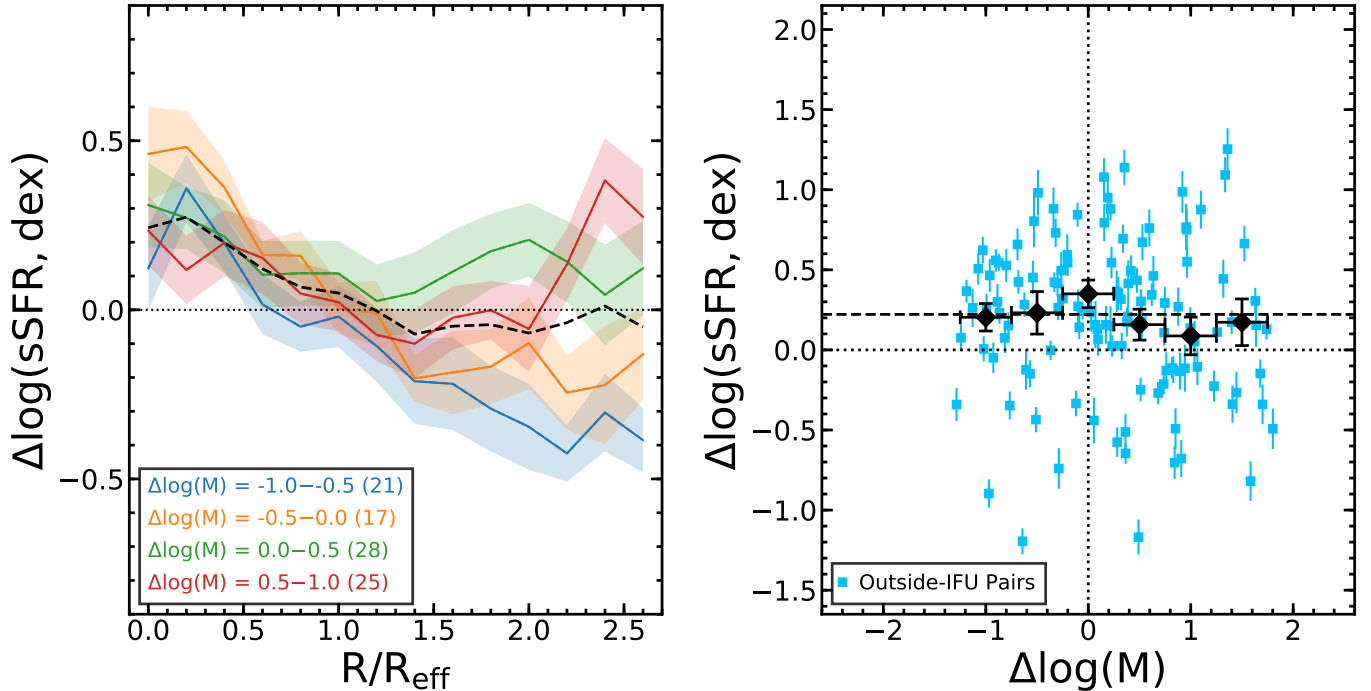 Δlog(sSFR, dex)
0.5
0.0
−0.5
Δlog(M) = -1.0−-0.5 (21)
Δlog(M) = -0.5−0.0 (17)
Δlog(M) = 0.0−0.5 (28)
Δlog(M) = 0.5−1.0 (25)
0.0 0.5 1.0 1.5 2.0 2.5
R/Reff
Δlog(sSFR, dex)
2.0
1.5
1.0
0.5
0.0
−0.5
−1.0
−1.5
Outside-IFU Pairs
−2 −1 0 1 2
Δlog(M)